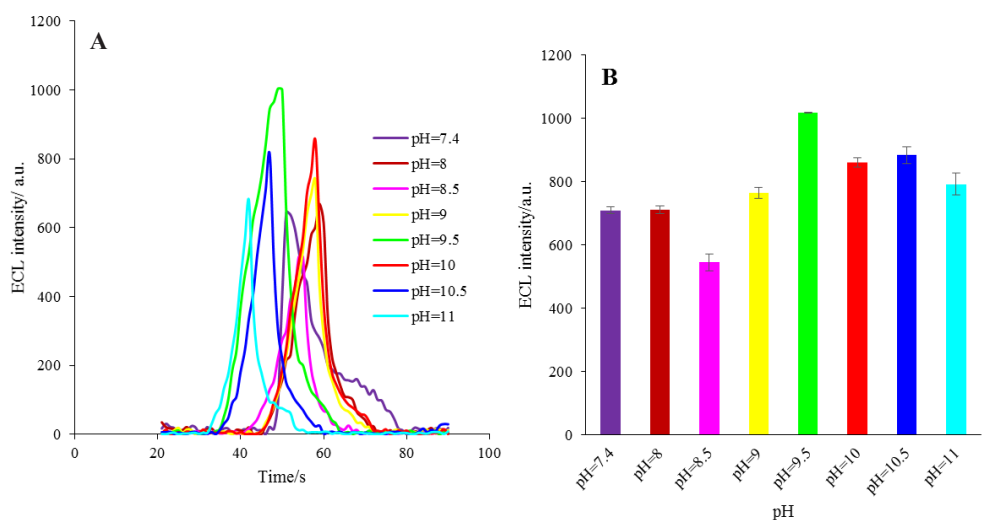 A
ECL intensity/ a.u.
1200
1000
800
600
400
200
0
0
20
40
60
80
100
Time/s
pH=7.4
pH=8
pH=8.5
pH=9
pH=9.5
pH=10
pH=10.5
pH=11
B
ECL intensity/a.u.
1200
1000
800
600
400
200
0
pH=7.4
pH=8
pH=8.5
pH=9
pH=9.5
pH=10
pH=10.5
pH=11
pH